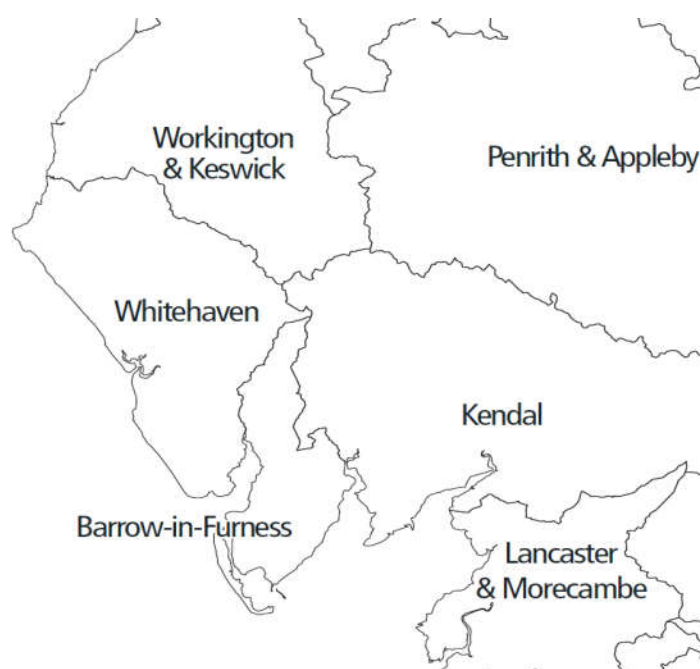 Workington
& Keswick
Penrith & Appleby
Whitehaven
Kendal
Barrow-in-Furness
Lancaster
& Morecambe